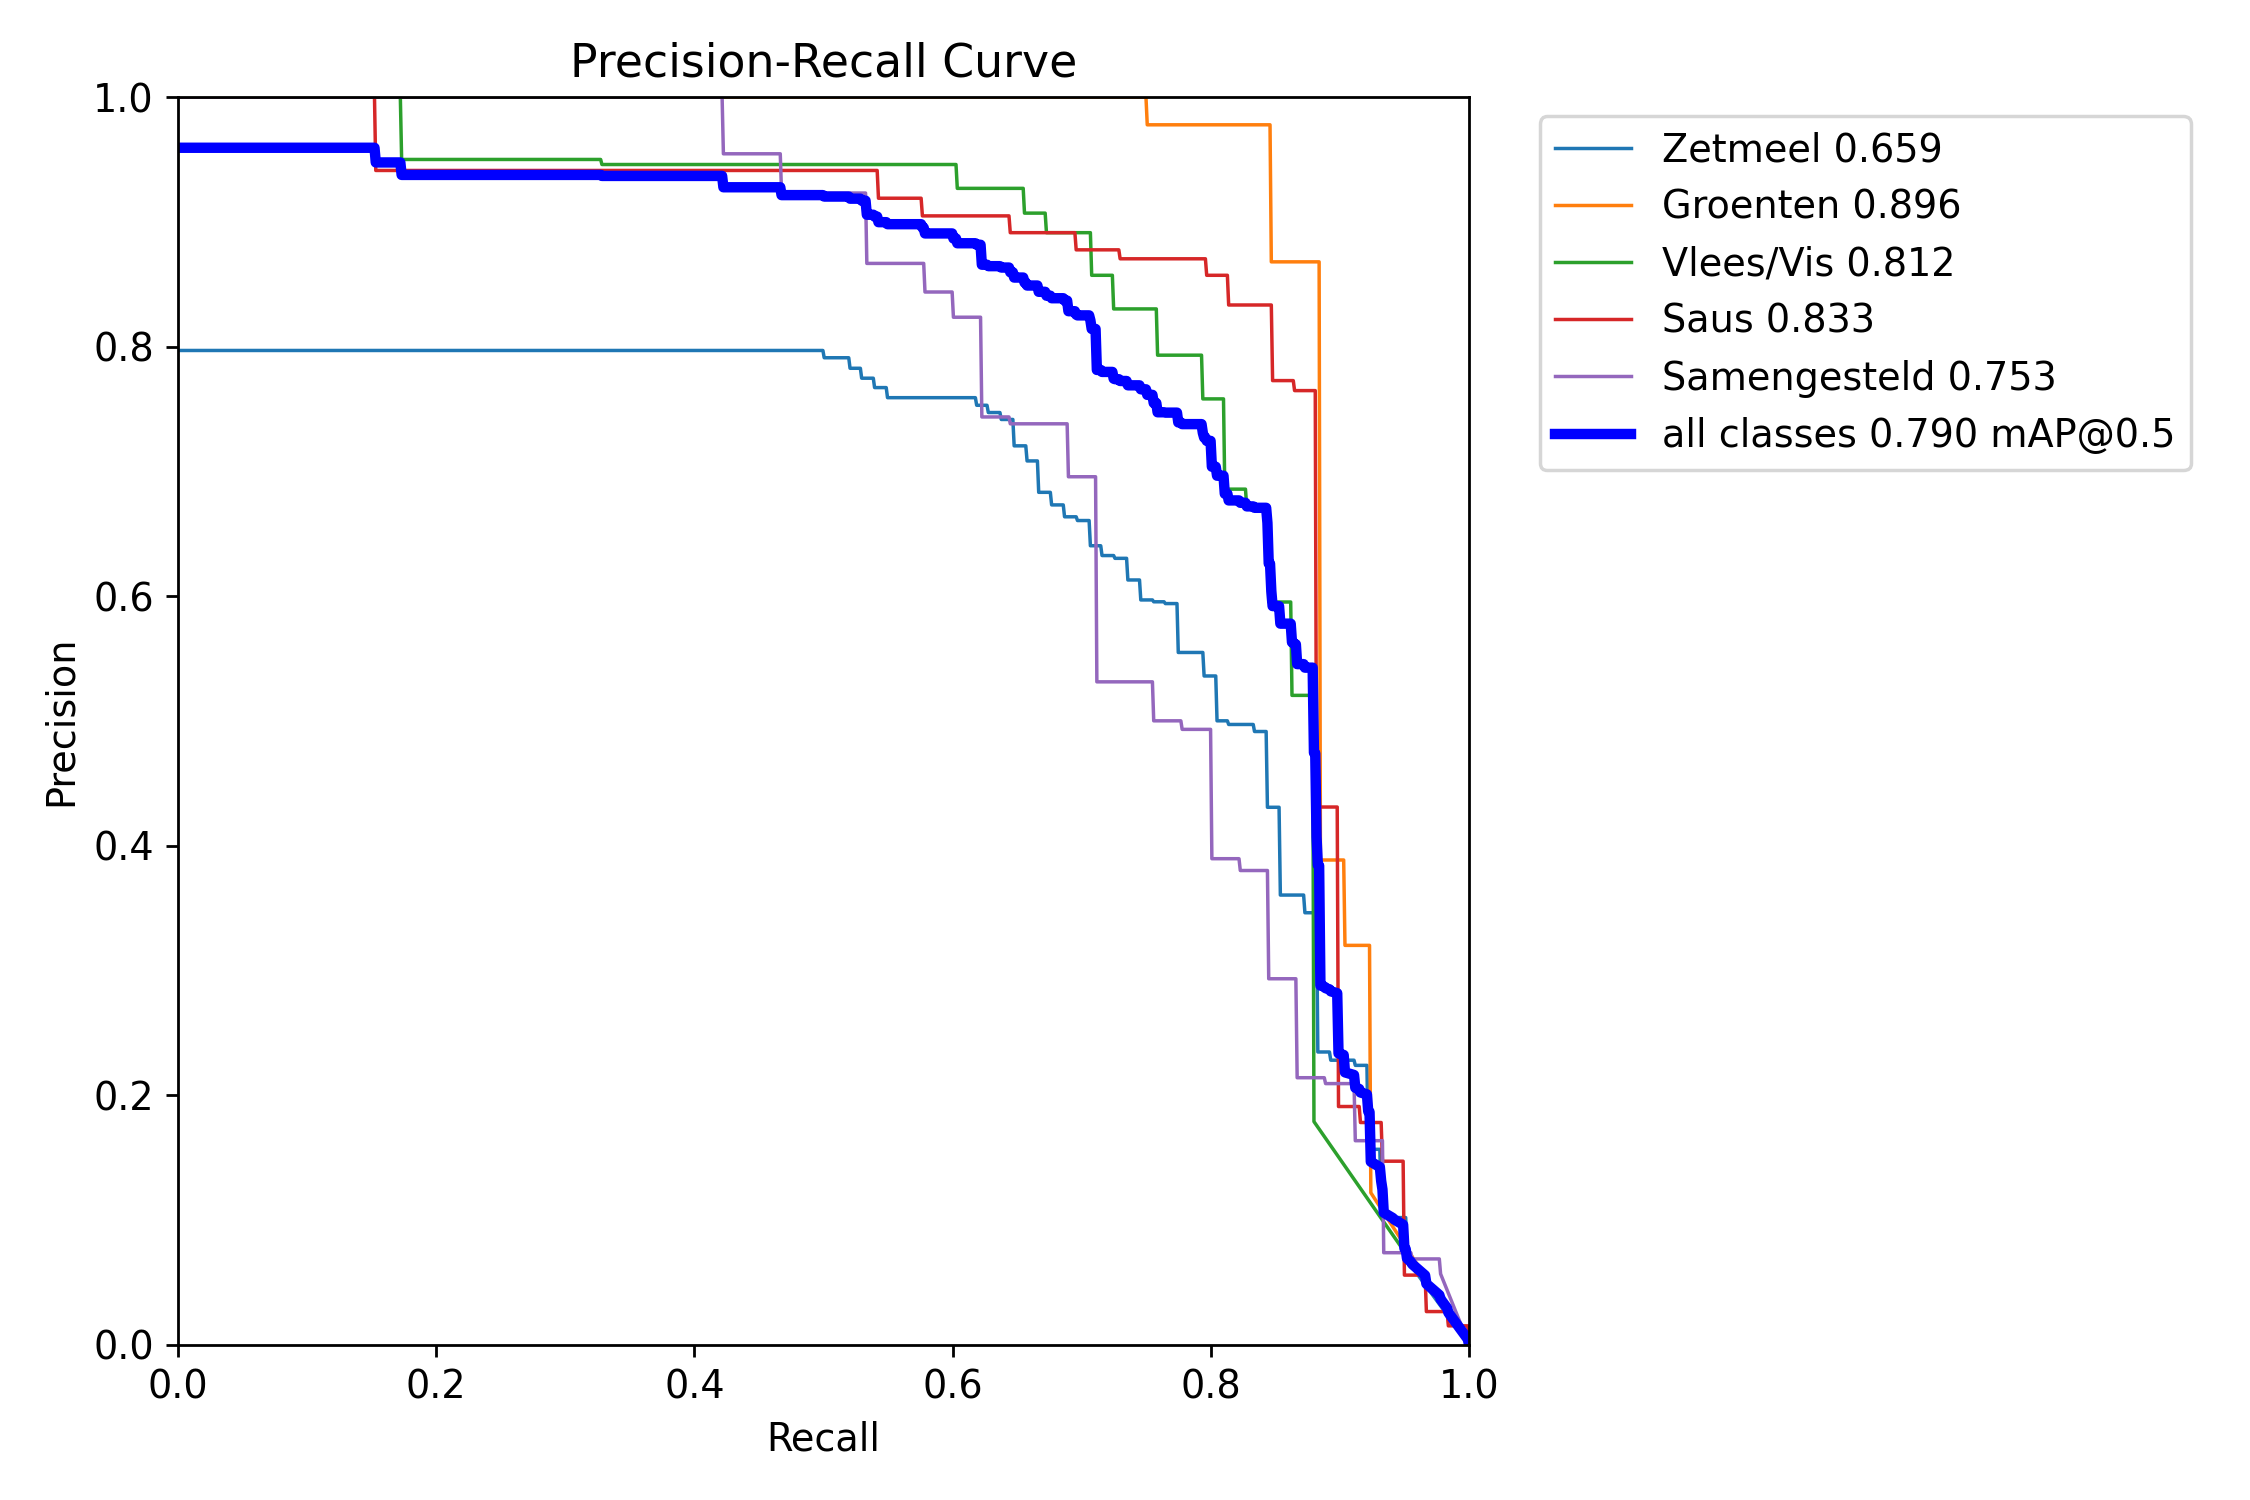 Precision-Recall Curve
1.0
0.8
0.6
0.4
0.2
0.0
Precision
0.0 0.2 0.4 0.6 0.8 1.0
Recall
Zetmeel 0.659
Groenten 0.896
Vlees/Vis 0.812
Saus 0.833
Samengesteld 0.753
all classes 0.790 mAP@0.5